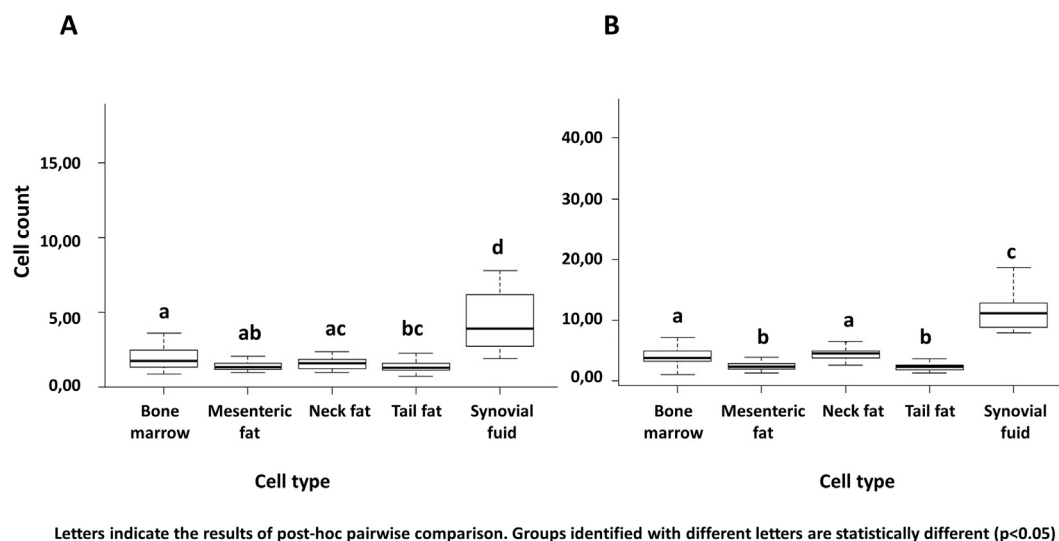 A
B
15,00
10,00
5,00
0,00
Cell count
a
ab
ac
bc
d
Bone marrow
Mesenteric fat
Neck fat
Tail fat
Synovial fuid
Cell type
40,00
30,00
20,00
10,00
0,00
a
b
a
b
c
Bone marrow
Mesenteric fat
Neck fat
Tail fat
Synovial fuid
Cell type
Letters indicate the results of post-hoc pairwise comparison. Groups identified with different letters are statistically different (p<0.05)